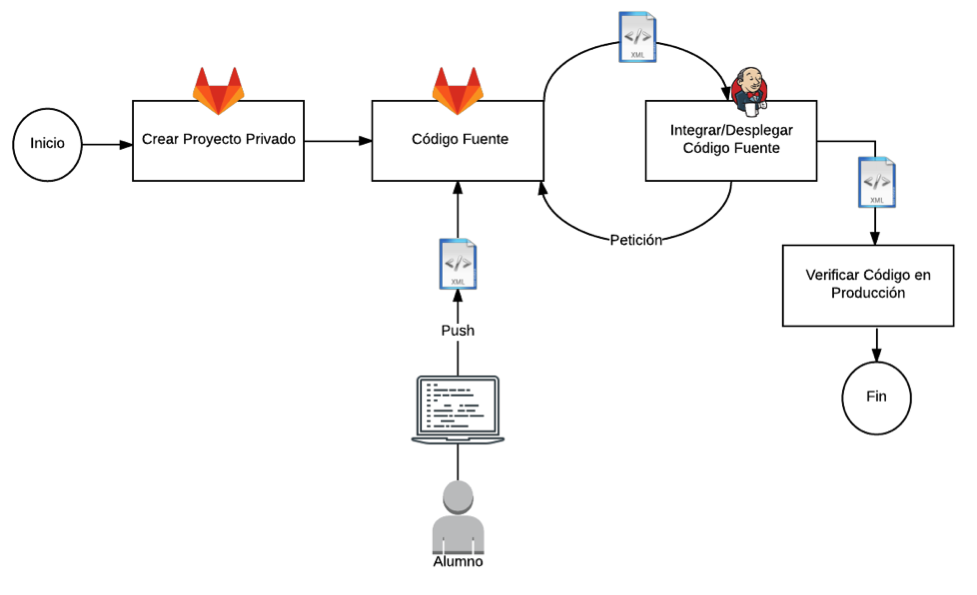 XML
Inicio
Crear Proyecto Privado
Código Fuente
Integrar/Desplegar
Código Fuente
XML
Petición
XML
Verificar Código en
Producción
Push
Fin
Alumno